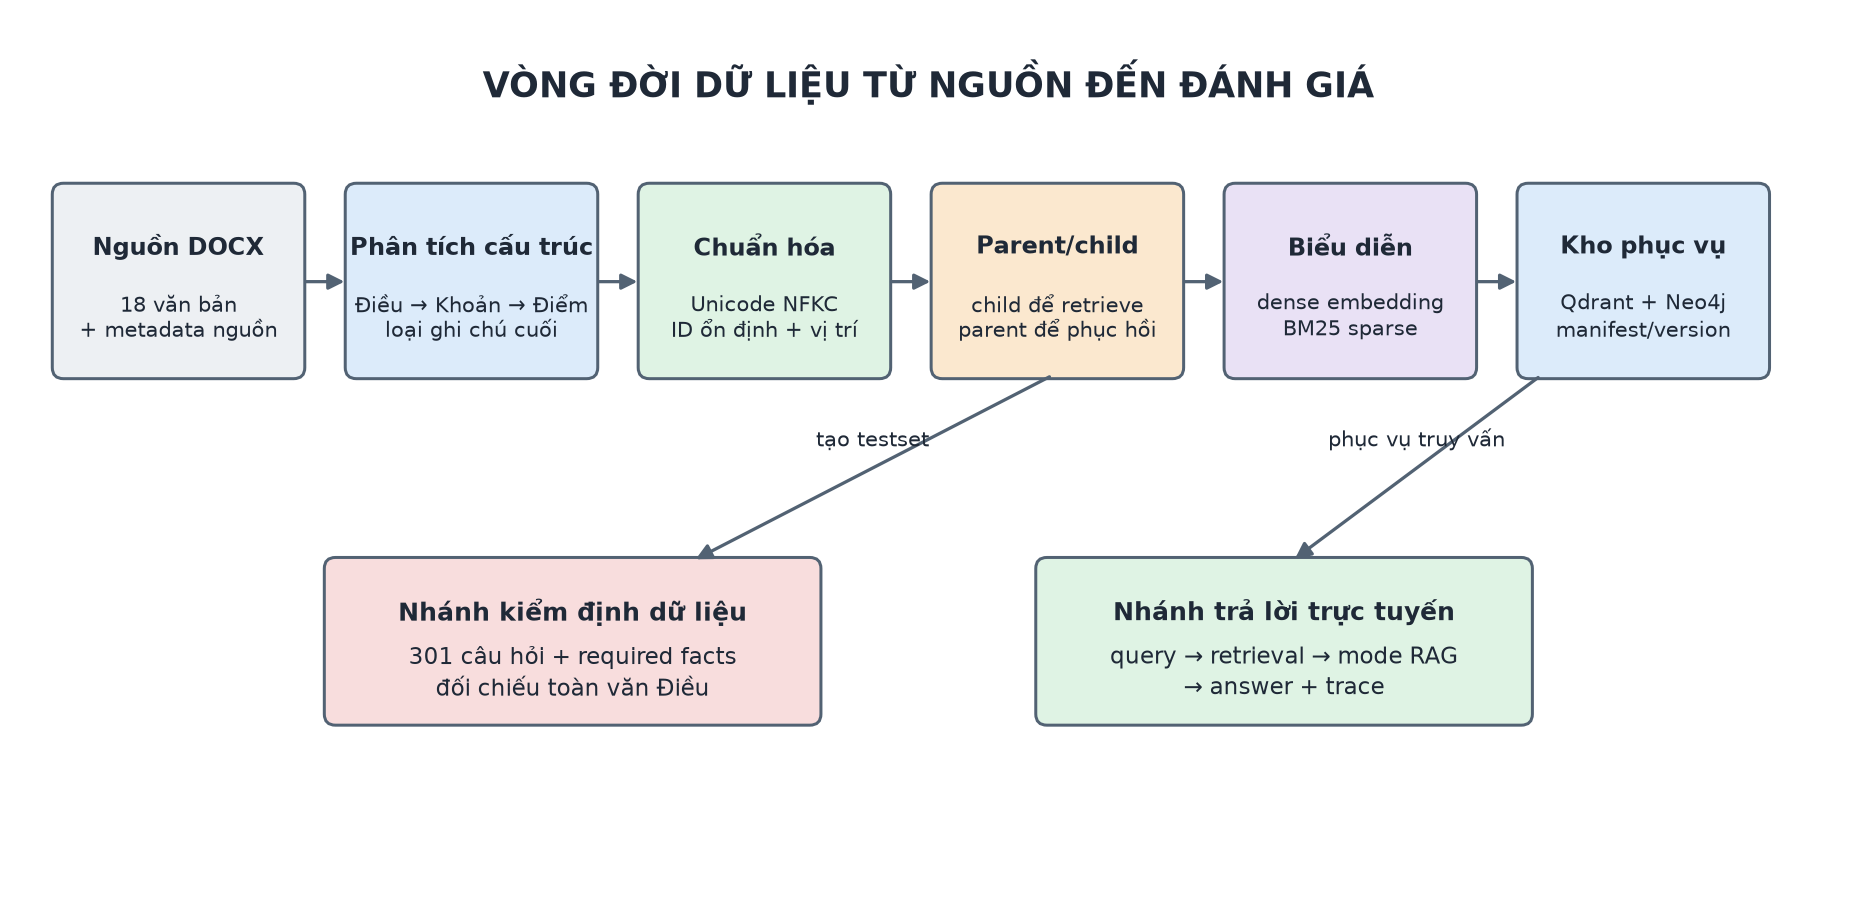 VÒNG ĐỜI DỮ LIỆU TỪ NGUỒN ĐẾN ĐÁNH GIÁ
Nguồn DOCX
18 văn bản
+ metadata nguồn
Phân tích cấu trúc
Điều → Khoản → Điểm
loại ghi chú cuối
Chuẩn hóa
Unicode NFKC
ID ổn định + vị trí
Parent/child
child để retrieve
parent để phục hồi
Biểu diễn
dense embedding
BM25 sparse
Kho phục vụ
Qdrant + Neo4j
manifest/version
tạo testset
phục vụ truy vấn
Nhánh kiểm định dữ liệu
301 câu hỏi + required facts
đối chiếu toàn văn Điều
Nhánh trả lời trực tuyến
query → retrieval → mode RAG
→ answer + trace